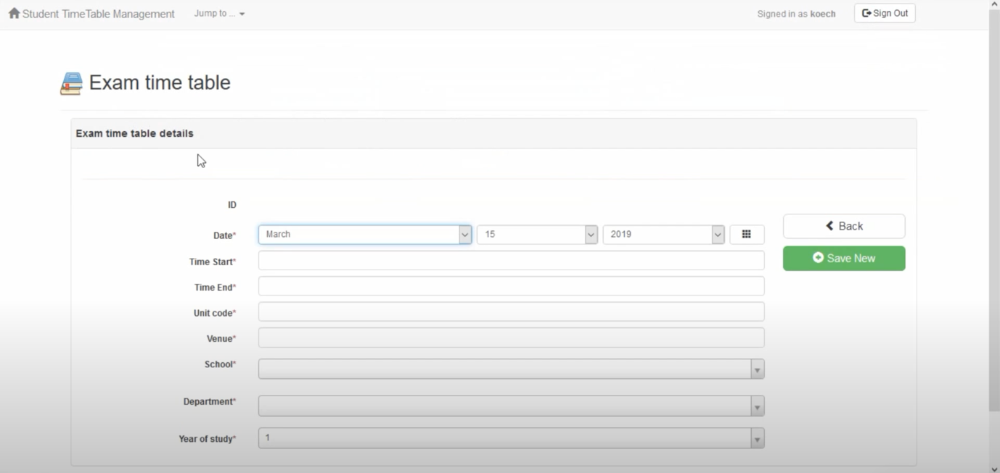 Student TimeTable Management Jump to ... Signed in as koech Sign Out
Exam time table
Exam time table details
ID
Date* March 15 2019 Back
Time Start* Save New
Time End*
Unit code*
Venue*
School*
Department*
Year of study* 1